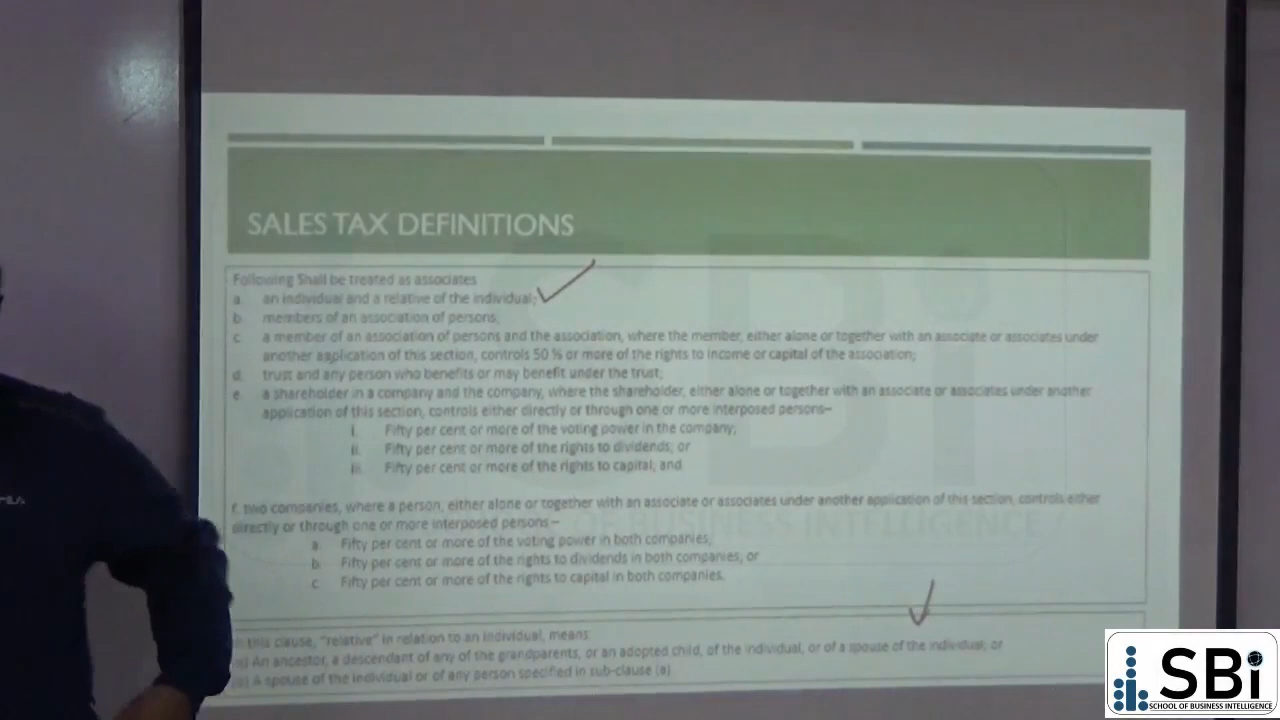 SALES TAX DEFINITIONS
Following Shall be treated as associates
a. an individual and a relative of the individual;
b. members of an association of persons;
c. a member of an association of persons and the association, where the member, either alone or together with an associate or associates under
another application of this section, controls 50 % or more of the rights to income or capital of the association;
d. trust and any person who benefits or may benefit under the trust;
e. a shareholder in a company and the company, where the shareholder, either alone or together with an associate or associates under another
application of this section, controls either directly or through one or more interposed persons–
i. Fifty per cent or more of the voting power in the company;
ii. Fifty per cent or more of the rights to dividends; or
iii. Fifty per cent or more of the rights to capital; and
f. two companies, where a person, either alone or together with an associate or associates under another application of this section, controls either
directly or through one or more interposed persons –
OF BUSINESS INTELLIGENCE
a. Fifty per cent or more of the voting power in both companies;
b. Fifty per cent or more of the rights to dividends in both companies; or
c. Fifty per cent or more of the rights to capital in both companies.
this clause, "relative" in relation to an individual, means:
An ancestor, a descendant of any of the grandparents, or an adopted child, of the individual, or of a spouse of the individual; or
A spouse of the individual or of any person specified in sub-clause (a)
SBi
SCHOOL OF BUSINESS INTELLIGENCE